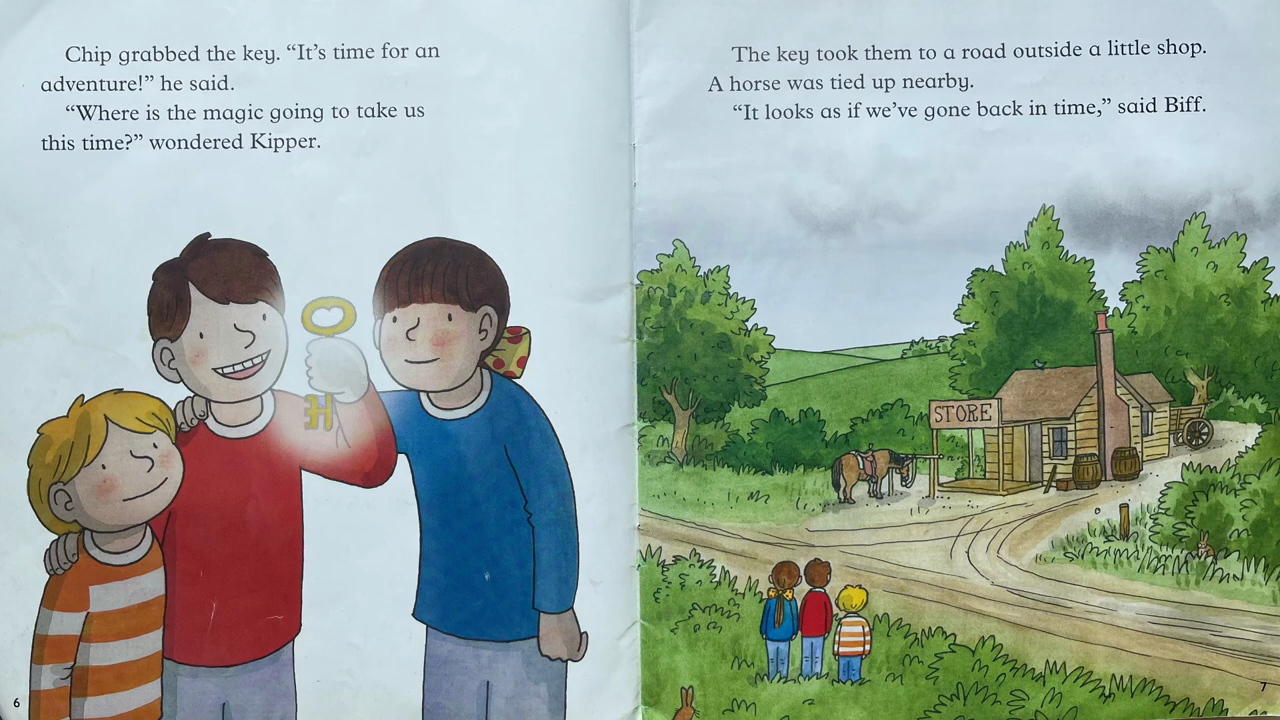 Chip grabbed the key. “It’s time for an
adventure!” he said.
“Where is the magic going to take us
this time?” wondered Kipper.
6
The key took them to a road outside a little shop.
A horse was tied up nearby.
“It looks as if we’ve gone back in time,” said Biff.
STORE
7